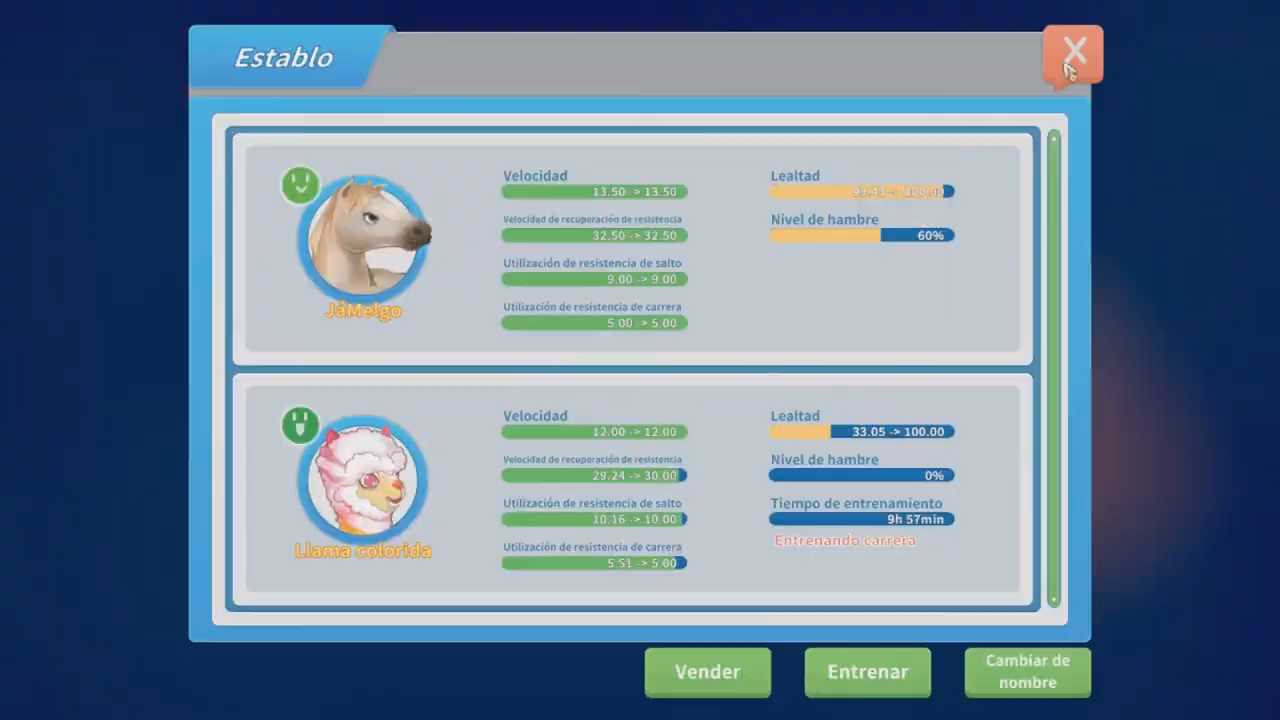 Establo
X
Velocidad
13.50 -> 13.50
Velocidad de recuperación de resistencia
32.50 -> 32.50
Utilización de resistencia de salto
9.00 -> 9.00
Utilización de resistencia de carrera
5.00 -> 5.00
Lealtad
Nivel de hambre
60%
JáMelgo
Velocidad
12.00 -> 12.00
Velocidad de recuperación de resistencia
29.24 -> 30.00
Utilización de resistencia de salto
10.16 -> 10.00
Utilización de resistencia de carrera
5.51 -> 5.00
Lealtad
33.05 -> 100.00
Nivel de hambre
0%
Tiempo de entrenamiento
9h 57min
Entrenando carrera
Llama colorida
Vender
Entrenar
Cambiar de
nombre